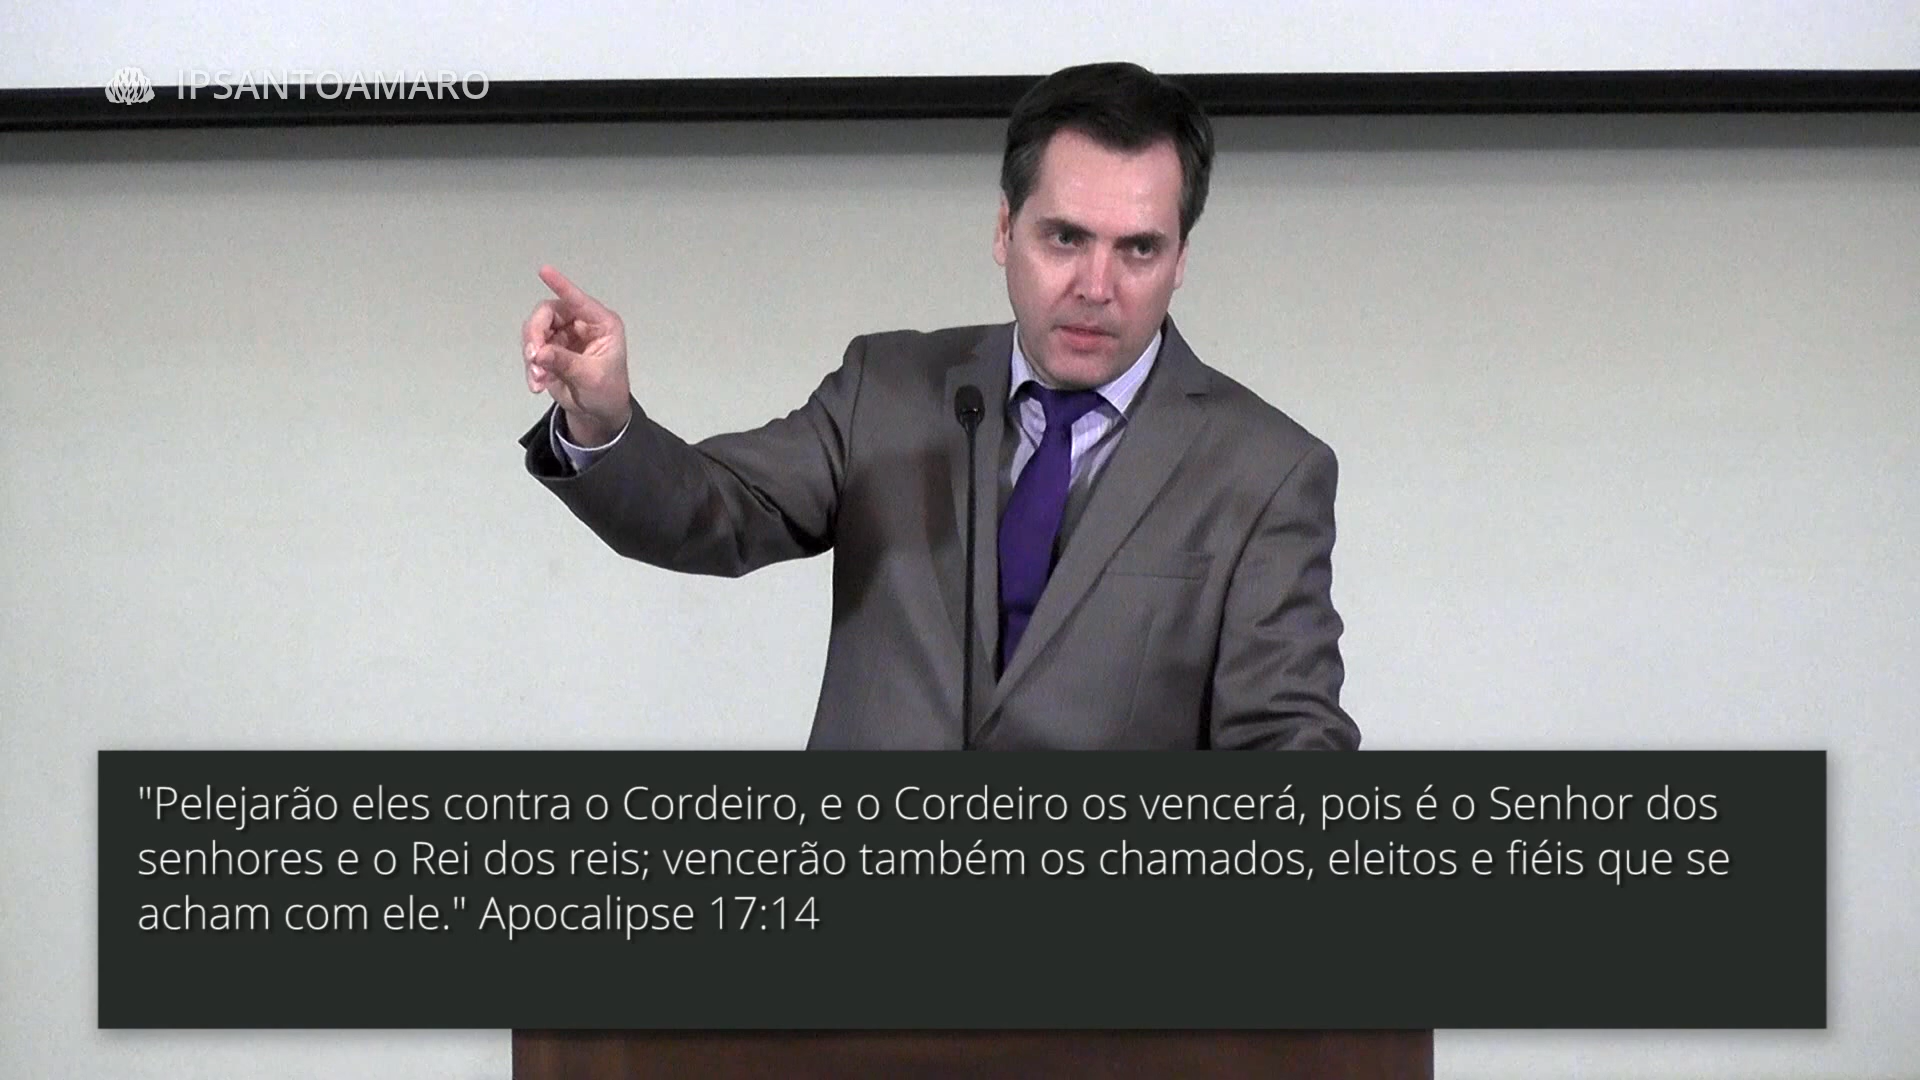 IPSANTOAMARO
"Pelejarão eles contra o Cordeiro, e o Cordeiro os vencerá, pois é o Senhor dos
senhores e o Rei dos reis; vencerão também os chamados, eleitos e fiéis que se
acham com ele." Apocalipse 17:14